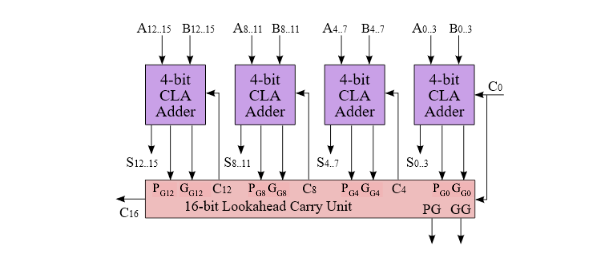 A12..15 B12..15 A8..11 B8..11 A4..7 B4..7 A0..3 B0..3
4-bit CLA Adder
4-bit CLA Adder
4-bit CLA Adder
4-bit CLA Adder
C0
S12..15 S8..11 S4..7 S0..3
PG12 GG12 C12 PG8 GG8 C8 PG4 GG4 C4 PG0 GG0
C16 16-bit Lookahead Carry Unit PG GG